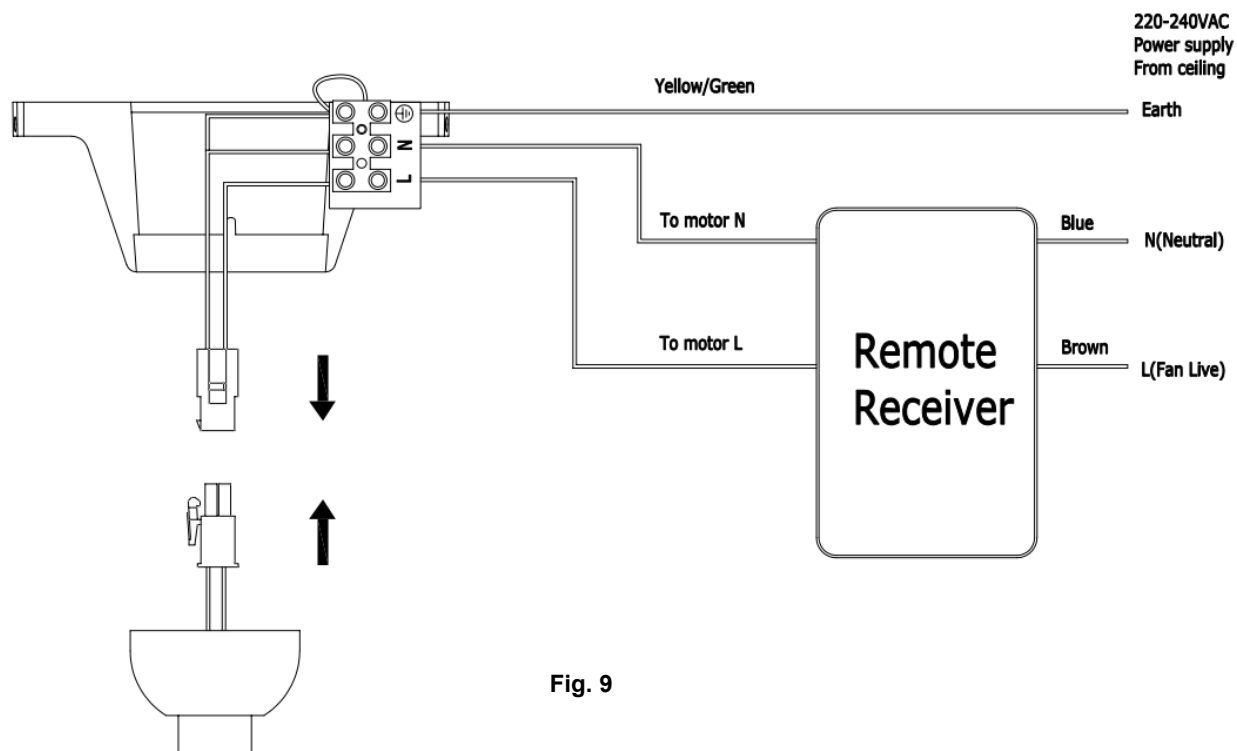 220-240VAC
Power supply
From ceiling
Yellow/Green
Earth
N
L
To motor N
Blue
N(Neutral)
To motor L
Brown
L(Fan Live)
Remote
Receiver
Fig. 9